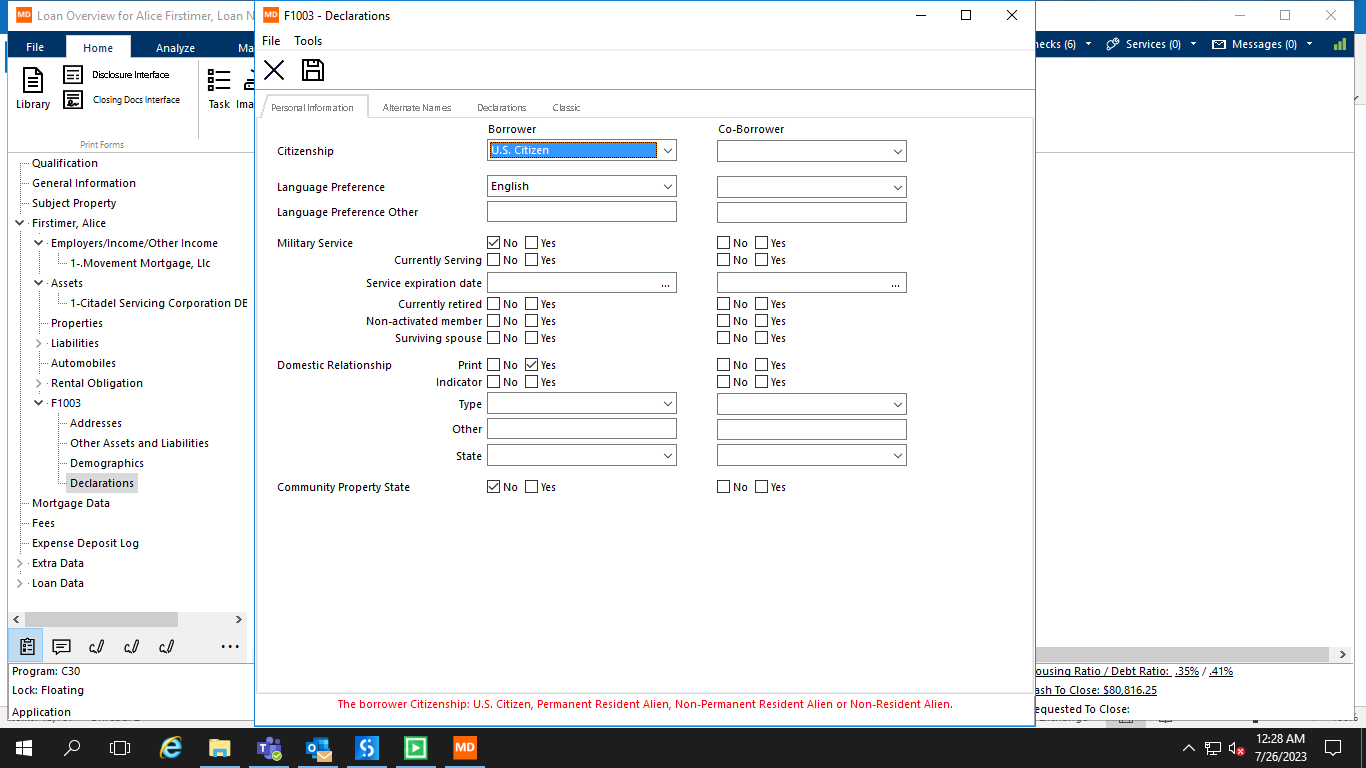 MD Loan Overview for Alice Firstimer, Loan N
MD F1003 - Declarations
File Home Analyze Ma
File Tools
hecks (6) Services (0) Messages (0)
Library
Disclosure Interface
Closing Docs Interface
Task Ima
Print Forms
Personal Information Alternate Names Declarations Classic
Borrower Co-Borrower
Citizenship U.S. Citizen
Language Preference English
Language Preference Other
Military Service No Yes No Yes
Currently Serving No Yes No Yes
Service expiration date ... ...
Currently retired No Yes No Yes
Non-activated member No Yes No Yes
Surviving spouse No Yes No Yes
Domestic Relationship Print No Yes No Yes
Indicator No Yes No Yes
Type
Other
State
Community Property State No Yes No Yes
Qualification
General Information
Subject Property
Firstimer, Alice
Employers/Income/Other Income
1-.Movement Mortgage, Llc
Assets
1-Citadel Servicing Corporation DE
Properties
Liabilities
Automobiles
Rental Obligation
F1003
Addresses
Other Assets and Liabilities
Demographics
Declarations
Mortgage Data
Fees
Expense Deposit Log
Extra Data
Loan Data
Program: C30
Lock: Floating
Application
ousing Ratio / Debt Ratio: .35% / .41%
ash To Close: $80,816.25
equested To Close:
The borrower Citizenship: U.S. Citizen, Permanent Resident Alien, Non-Permanent Resident Alien or Non-Resident Alien.
MD
12:28 AM
7/26/2023